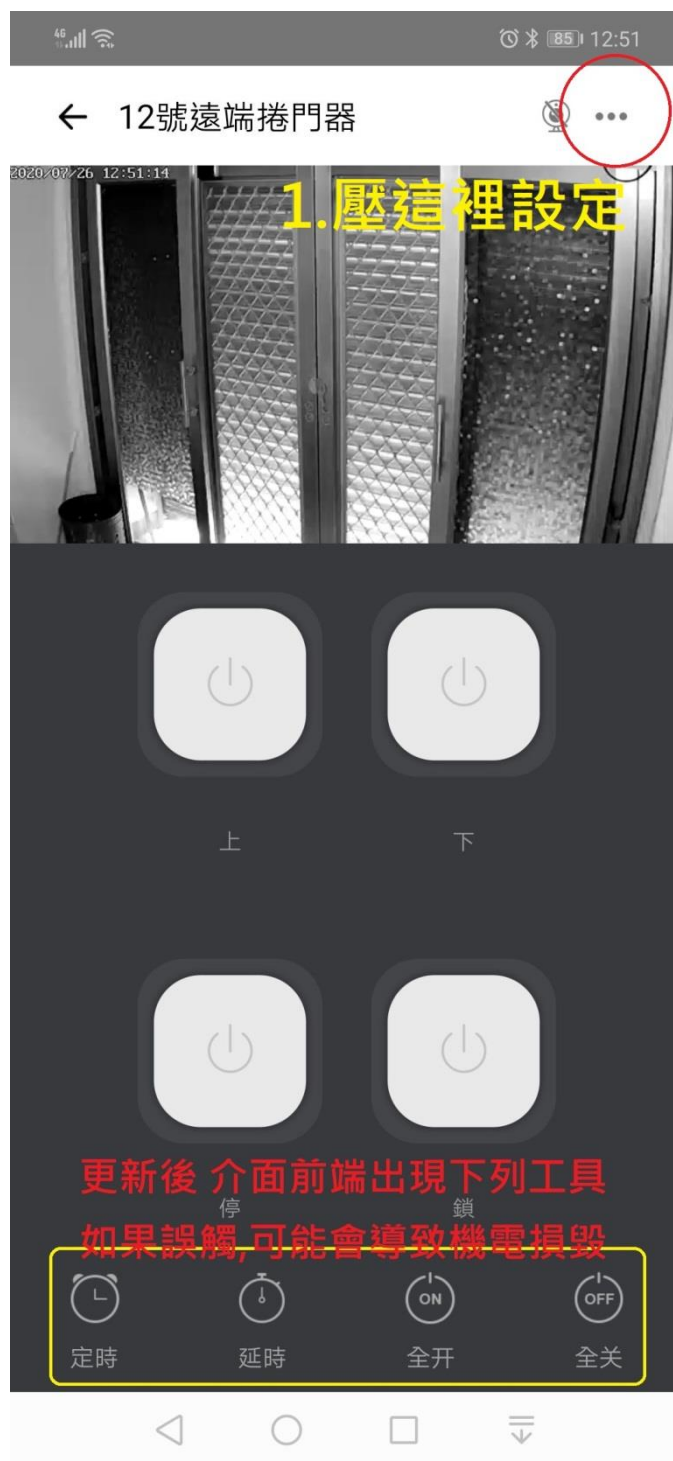 4G 85 12:51
12號遠端捲門器
2020/07/26 12:51:14
1.壓這裡設定
上 下
更新後 介面前端出現下列工具
停 鎖
如果誤觸,可能會導致機電損毀
ON OFF
定時 延時 全开 全关